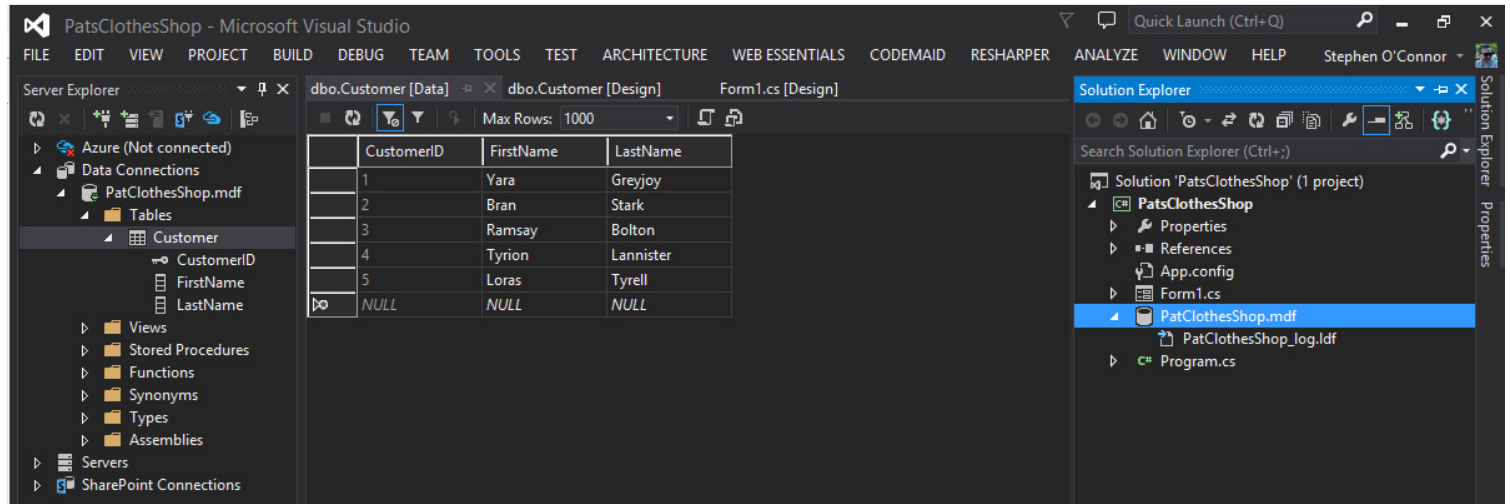 PatsClothesShop - Microsoft Visual Studio
Quick Launch (Ctrl+Q)
FILE EDIT VIEW PROJECT BUILD DEBUG TEAM TOOLS TEST ARCHITECTURE WEB ESSENTIALS CODEMAID RESHARPER ANALYZE WINDOW HELP Stephen O'Connor
Server Explorer
Azure (Not connected)
Data Connections
PatClothesShop.mdf
Tables
Customer
CustomerID
FirstName
LastName
Views
Stored Procedures
Functions
Synonyms
Types
Assemblies
Servers
SharePoint Connections
dbo.Customer [Data] dbo.Customer [Design] Form1.cs [Design]
Max Rows: 1000
CustomerID FirstName LastName
1 Yara Greyjoy
2 Bran Stark
3 Ramsay Bolton
4 Tyrion Lannister
5 Loras Tyrell
NULL NULL NULL
Solution Explorer
Search Solution Explorer (Ctrl+;)
Solution 'PatsClothesShop' (1 project)
C# PatsClothesShop
Properties
References
App.config
Form1.cs
PatClothesShop.mdf
PatClothesShop_log.ldf
C# Program.cs
Solution Explorer
Properties